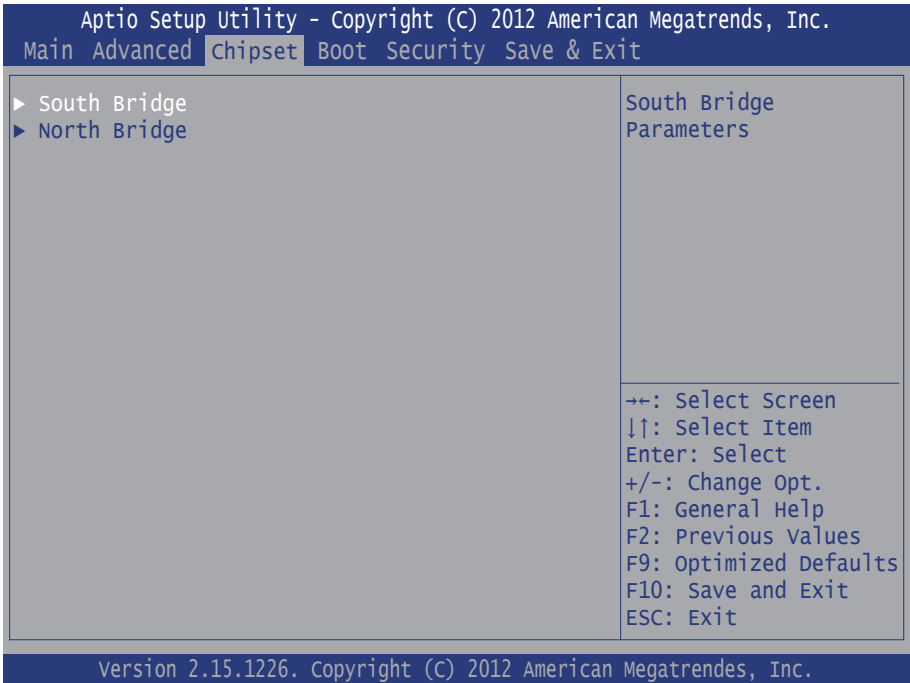 Aptio Setup Utility - Copyright (C) 2012 American Megatrends, Inc.
Main Advanced Chipset Boot Security Save & Exit
▶ South Bridge
▶ North Bridge
South Bridge
Parameters
→←: Select Screen
↓↑: Select Item
Enter: Select
+/-: Change Opt.
F1: General Help
F2: Previous Values
F9: Optimized Defaults
F10: Save and Exit
ESC: Exit
Version 2.15.1226. Copyright (C) 2012 American Megatrendes, Inc.